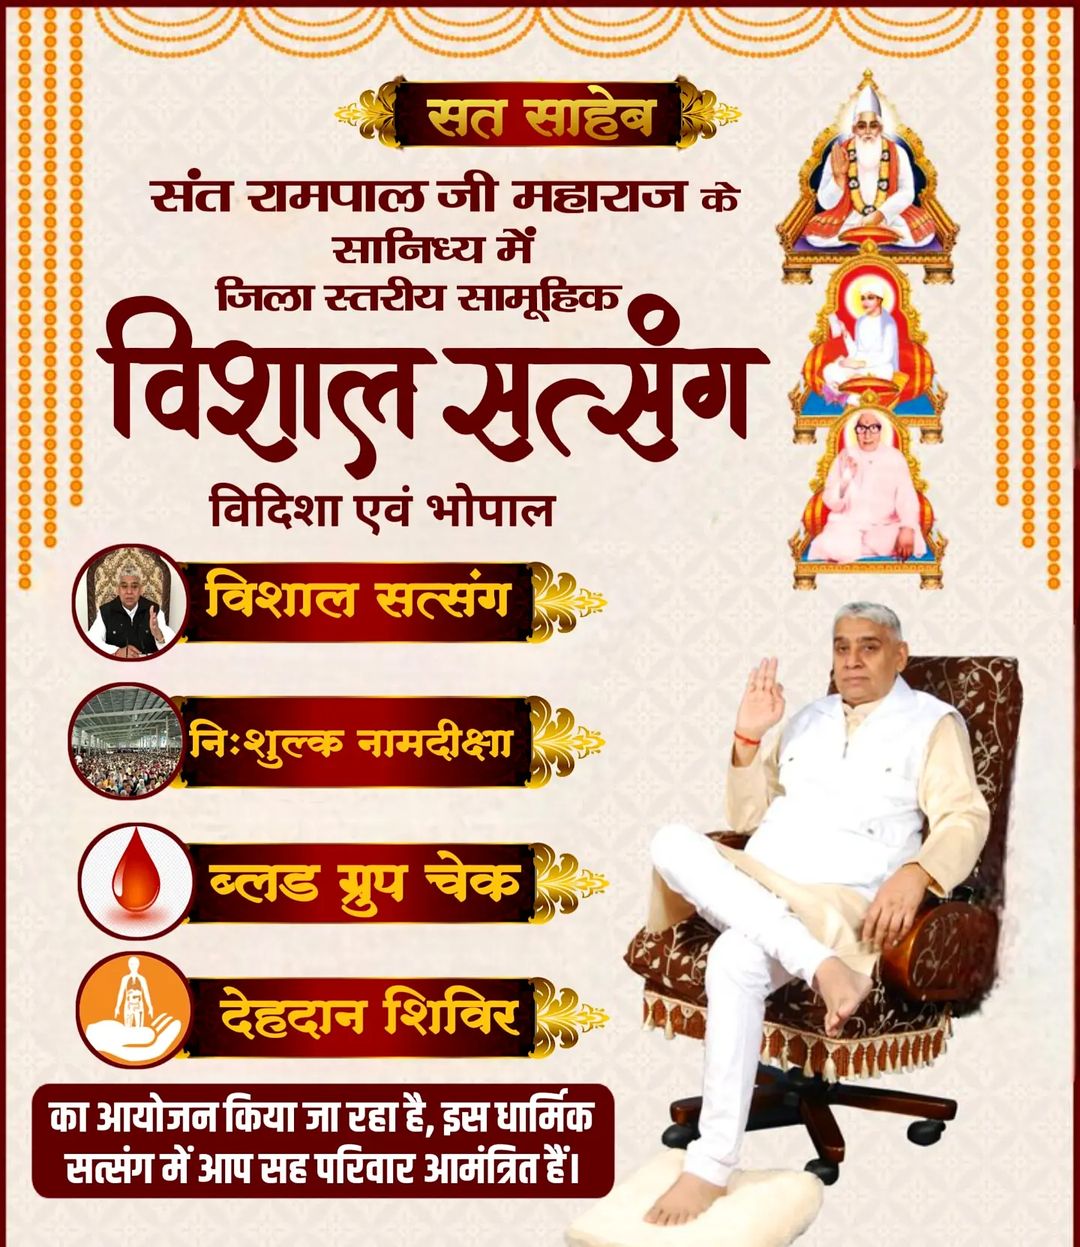 सत साहेब
संत रामपाल जी महाराज के
सानिध्य में
जिला स्तरीय सामूहिक
विशाल सत्संग
विदिशा एवं भोपाल
विशाल सत्संग
निःशुल्क नामदीक्षा
ब्लड ग्रुप चेक
देहदान शिविर
का आयोजन किया जा रहा है, इस धार्मिक
सत्संग में आप सह परिवार आमंत्रित हैं।